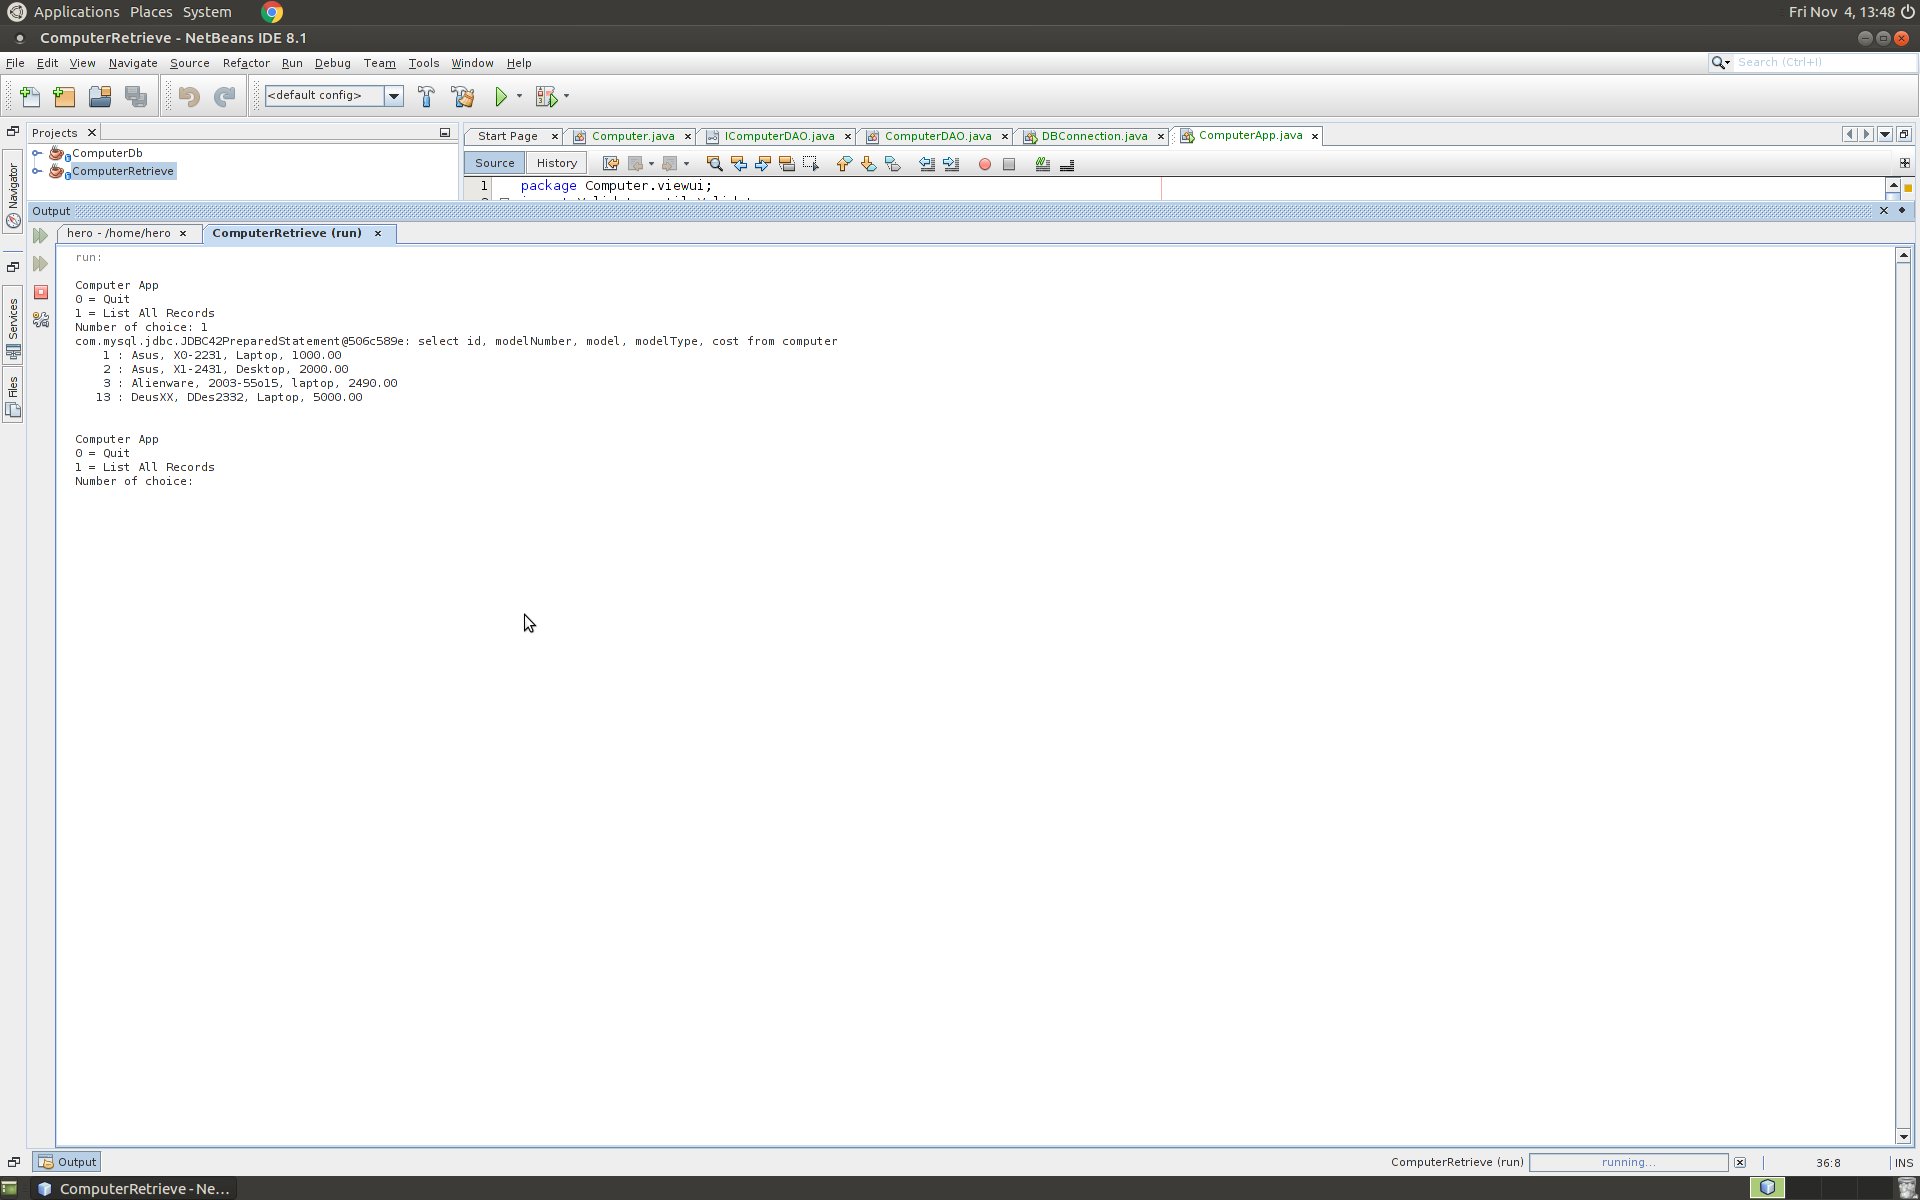 Applications Places System
Fri Nov 4, 13:48
ComputerRetrieve - NetBeans IDE 8.1
File Edit View Navigate Source Refactor Run Debug Team Tools Window Help
Search (Ctrl+I)
<default config>
Projects
Start Page Computer.java IComputerDAO.java ComputerDAO.java DBConnection.java ComputerApp.java
ComputerDb
ComputerRetrieve
Source History
1 package Computer.viewui;
Navigator
Services
Files
Output
hero - /home/hero
ComputerRetrieve (run)
run:
Computer App
0 = Quit
1 = List All Records
Number of choice: 1
com.mysql.jdbc.JDBC42PreparedStatement@506c589e: select id, modelNumber, model, modelType, cost from computer
1 : Asus, X0-2231, Laptop, 1000.00
2 : Asus, X1-2431, Desktop, 2000.00
3 : Alienware, 2003-55o15, laptop, 2490.00
13 : DeusXX, DDes2332, Laptop, 5000.00
Computer App
0 = Quit
1 = List All Records
Number of choice:
Output
ComputerRetrieve (run) running... 36:8 INS
ComputerRetrieve - Ne...